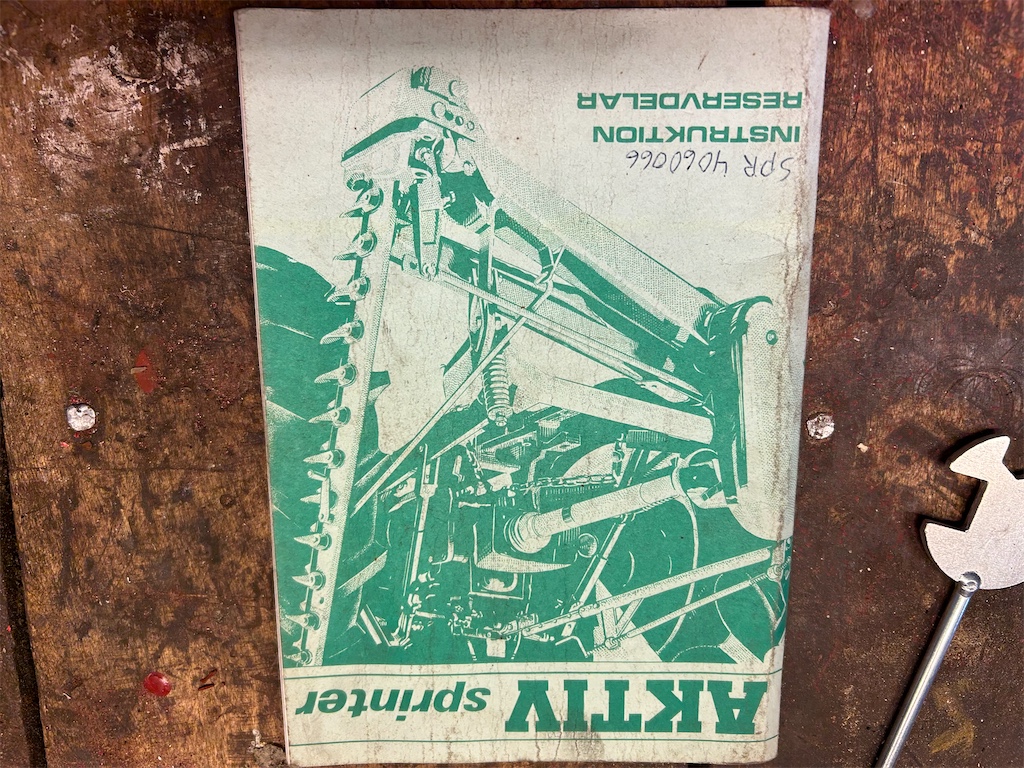 AKTIV sprinter
SPR 4060066
INSTRUKTION
RESERVDELAR